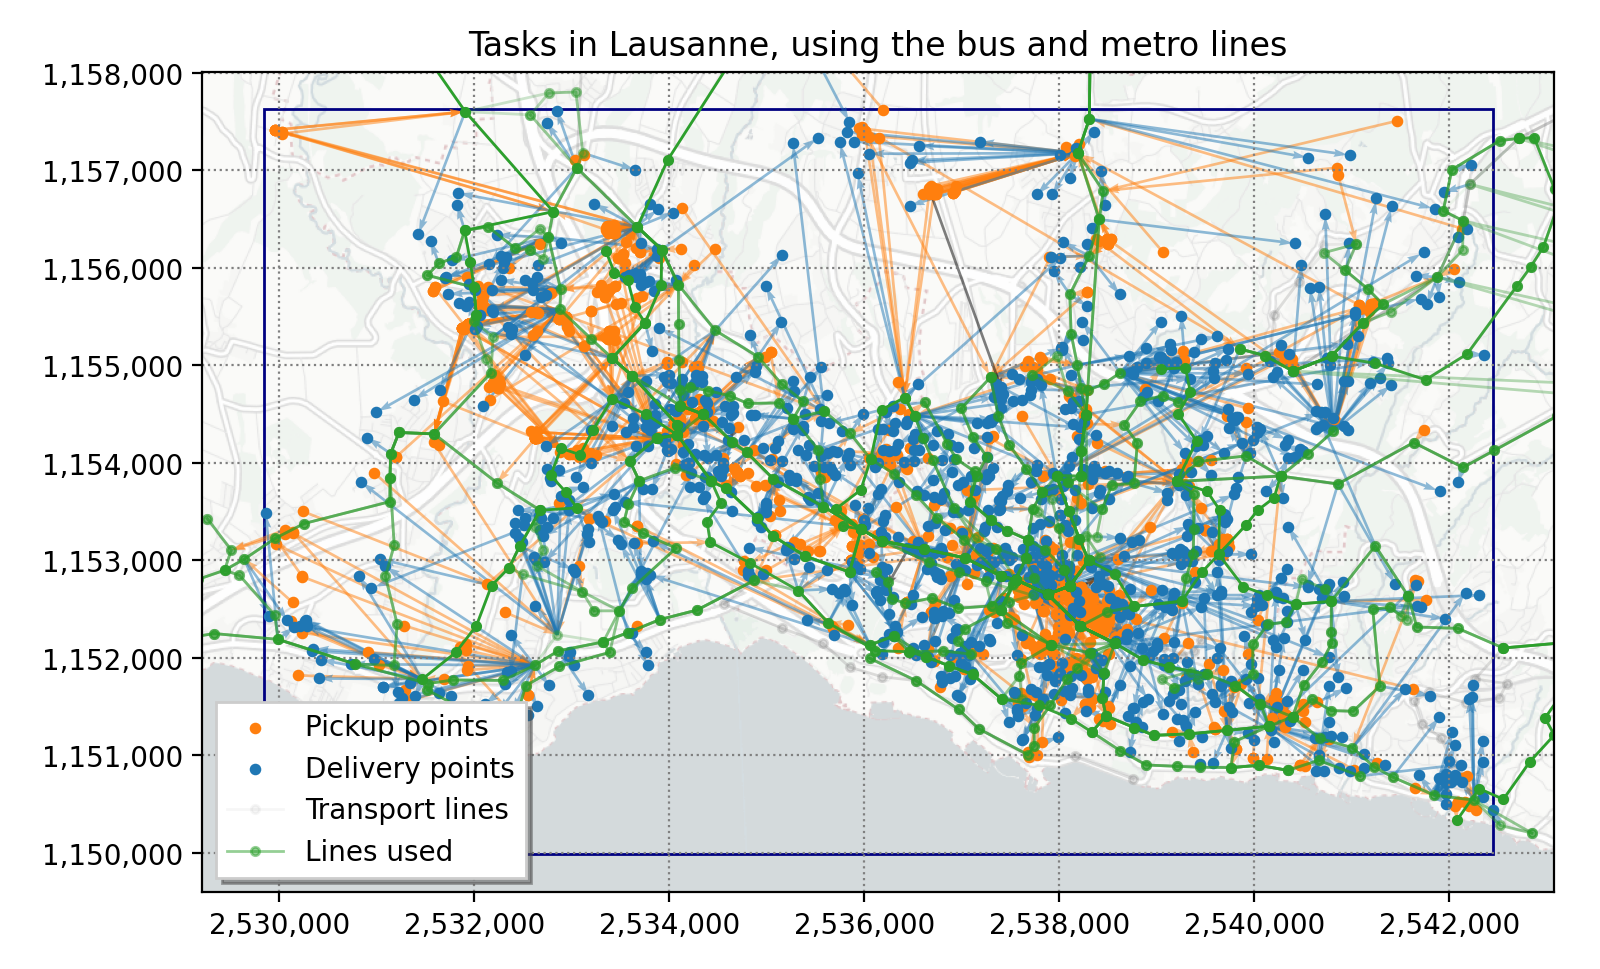 Tasks in Lausanne, using the bus and metro lines
1,158,000
1,157,000
1,156,000
1,155,000
1,154,000
1,153,000
1,152,000
1,151,000
1,150,000
Pickup points
Delivery points
Transport lines
Lines used
2,530,000 2,532,000 2,534,000 2,536,000 2,538,000 2,540,000 2,542,000